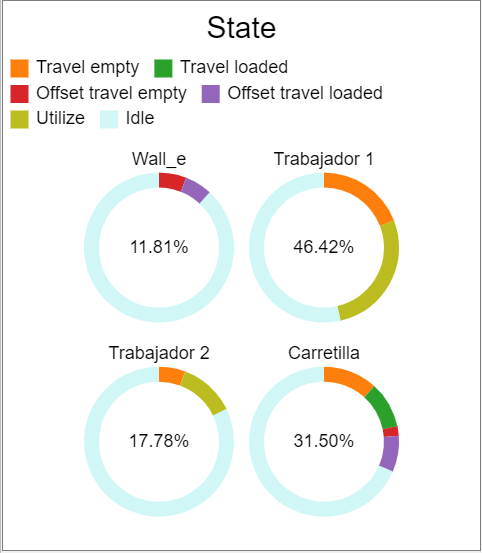 State
Travel empty Travel loaded
Offset travel empty Offset travel loaded
Utilize Idle
Wall_e Trabajador 1
11.81% 46.42%
Trabajador 2 Carretilla
17.78% 31.50%